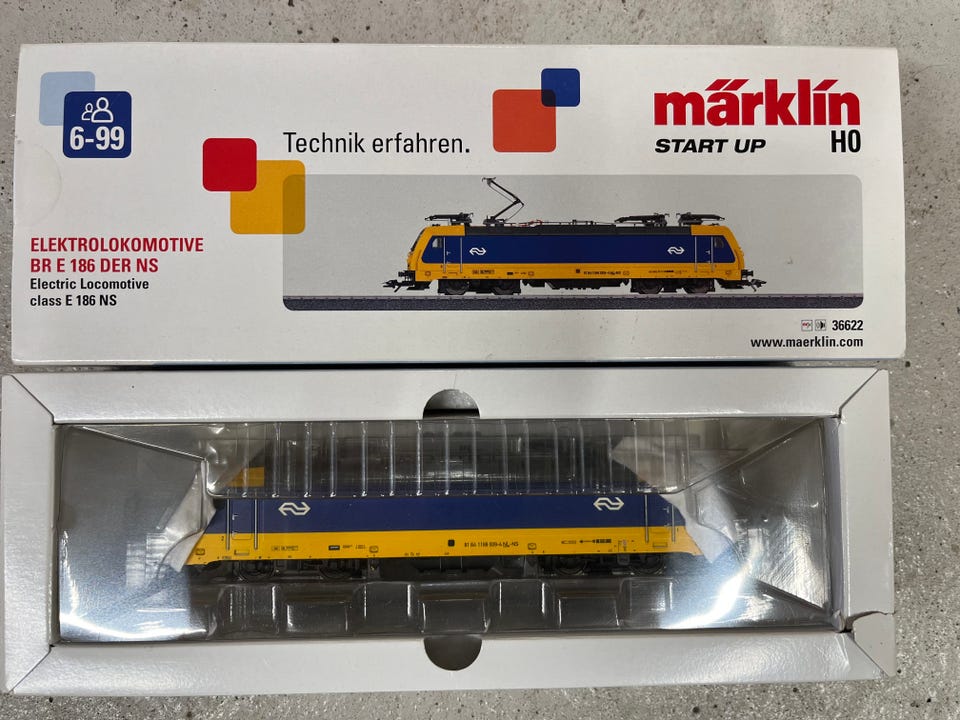 6-99
Technik erfahren.
märklin
START UP H0
ELEKTROLOKOMOTIVE
BR E 186 DER NS
Electric Locomotive
class E 186 NS
36622
www.maerklin.com